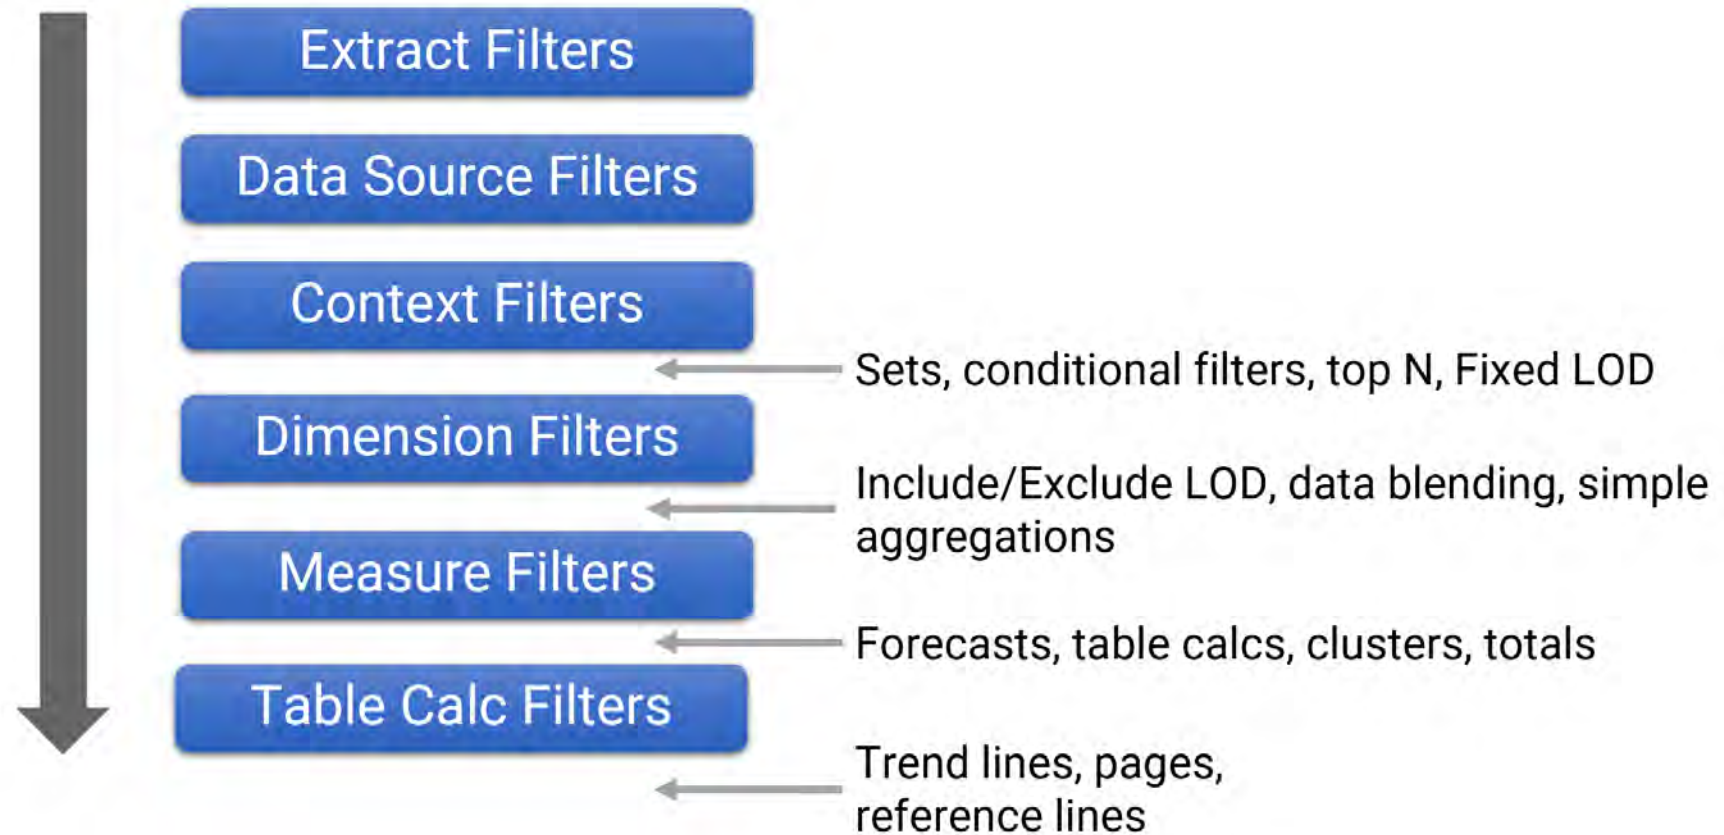 Extract Filters
Data Source Filters
Context Filters
Sets, conditional filters, top N, Fixed LOD
Dimension Filters
Include/Exclude LOD, data blending, simple
aggregations
Measure Filters
Forecasts, table calcs, clusters, totals
Table Calc Filters
Trend lines, pages,
reference lines